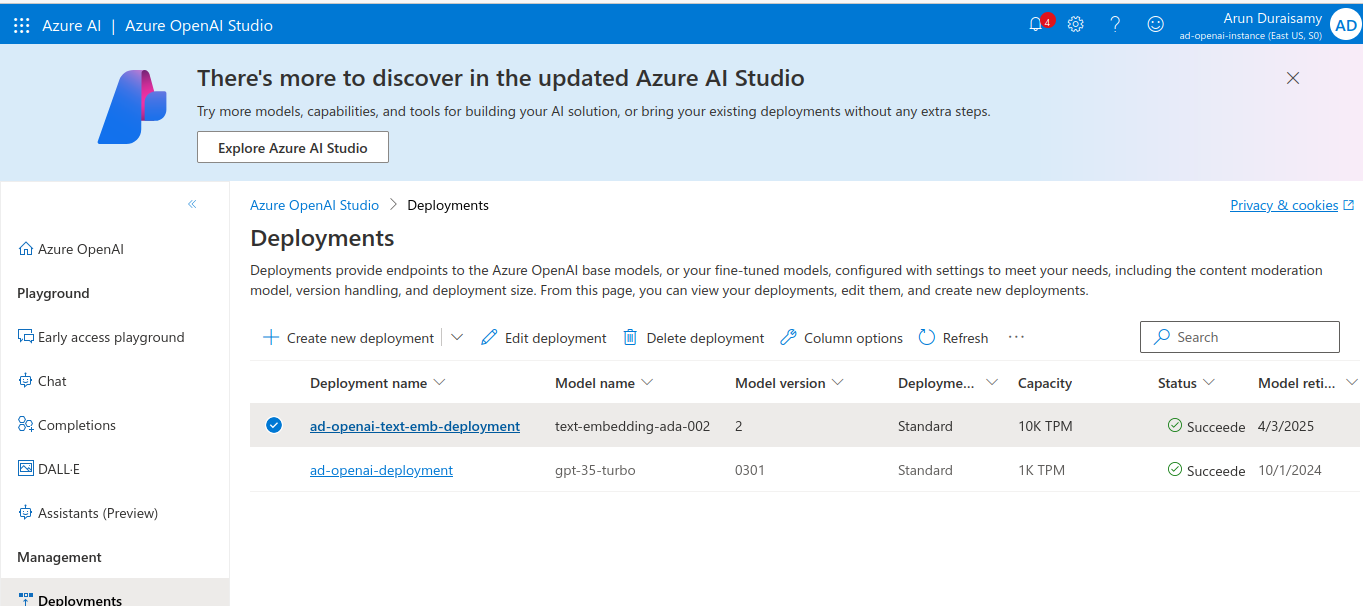 Azure AI | Azure OpenAI Studio
4
Arun Duraisamy
ad-openai-instance (East US, S0)
AD
There's more to discover in the updated Azure AI Studio
Try more models, capabilities, and tools for building your AI solution, or bring your existing deployments without any extra steps.
Explore Azure AI Studio
Azure OpenAI
Playground
Early access playground
Chat
Completions
DALL·E
Assistants (Preview)
Management
Deployments
Azure OpenAI Studio > Deployments
Privacy & cookies
Deployments
Deployments provide endpoints to the Azure OpenAI base models, or your fine-tuned models, configured with settings to meet your needs, including the content moderation
model, version handling, and deployment size. From this page, you can view your deployments, edit them, and create new deployments.
Create new deployment Edit deployment Delete deployment Column options Refresh ··· Search
Deployment name Model name Model version Deployme... Capacity Status Model reti...
ad-openai-text-emb-deployment text-embedding-ada-002 2 Standard 10K TPM Succeede 4/3/2025
ad-openai-deployment gpt-35-turbo 0301 Standard 1K TPM Succeede 10/1/2024